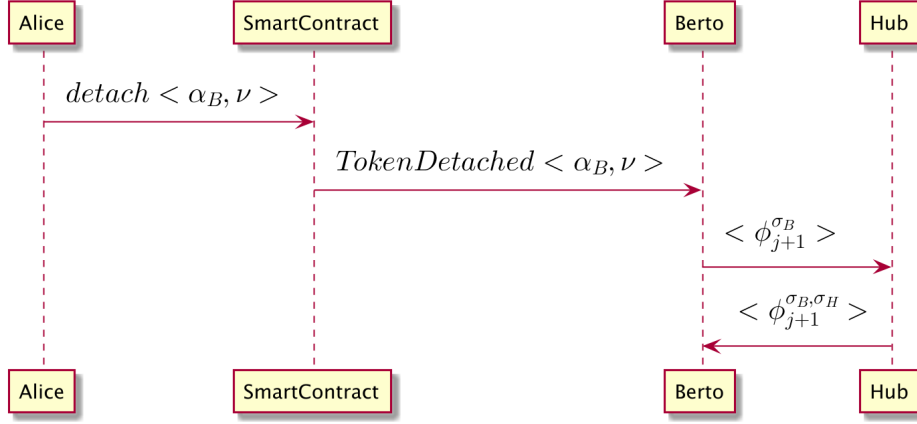 Alice SmartContract Berto Hub
detach < α_B, ν >
TokenDetached < α_B, ν >
< ϕ_{j+1}^{σ_B} >
< ϕ_{j+1}^{σ_B,σ_H} >
Alice SmartContract Berto Hub